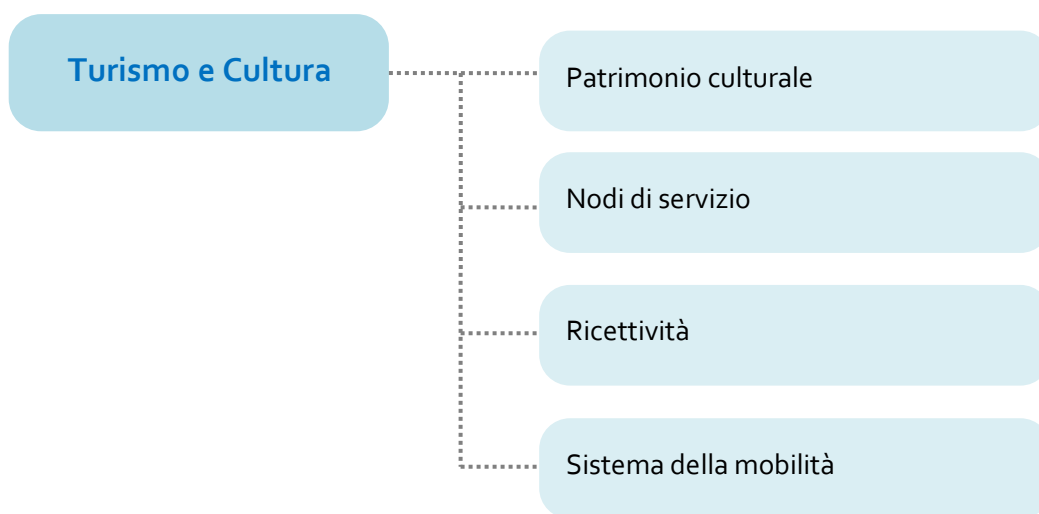 Turismo e Cultura
Patrimonio culturale
Nodi di servizio
Ricettività
Sistema della mobilità